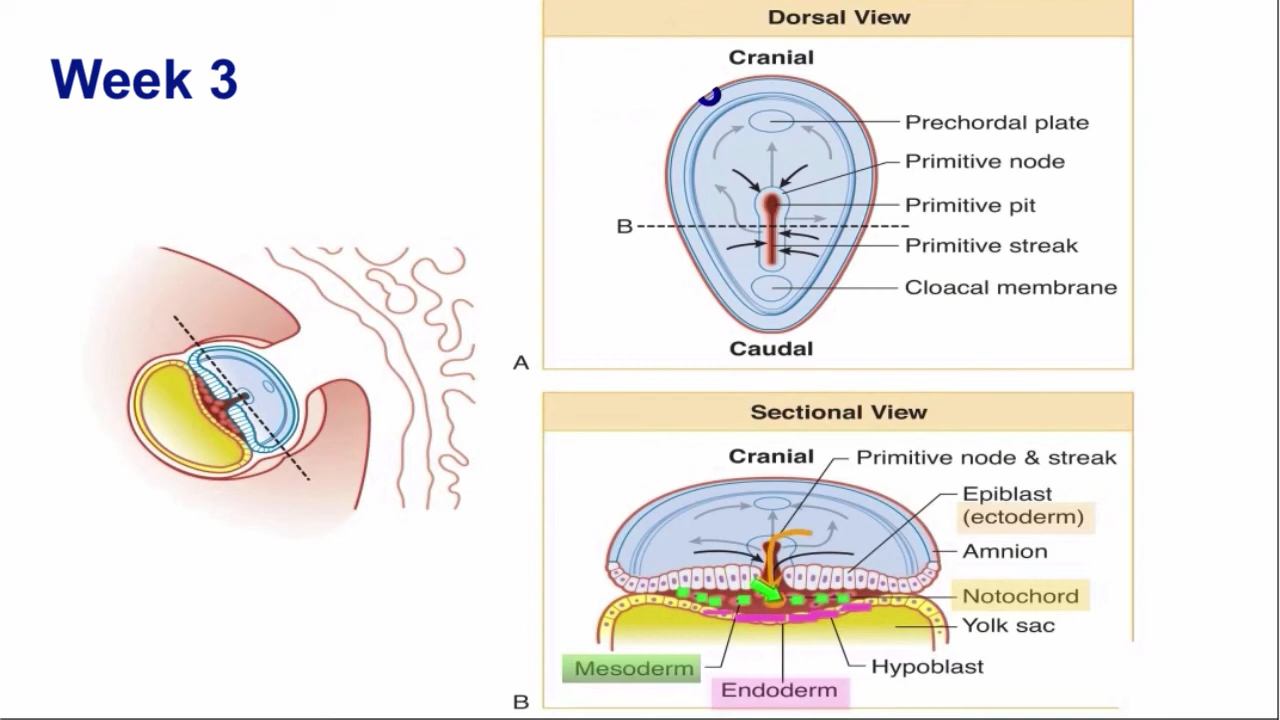 Week 3
Dorsal View
Cranial
Prechordal plate
Primitive node
Primitive pit
B
Primitive streak
Cloacal membrane
Caudal
A
Sectional View
Cranial
Primitive node & streak
Epiblast
(ectoderm)
Amnion
Notochord
Yolk sac
Mesoderm
Hypoblast
Endoderm
B